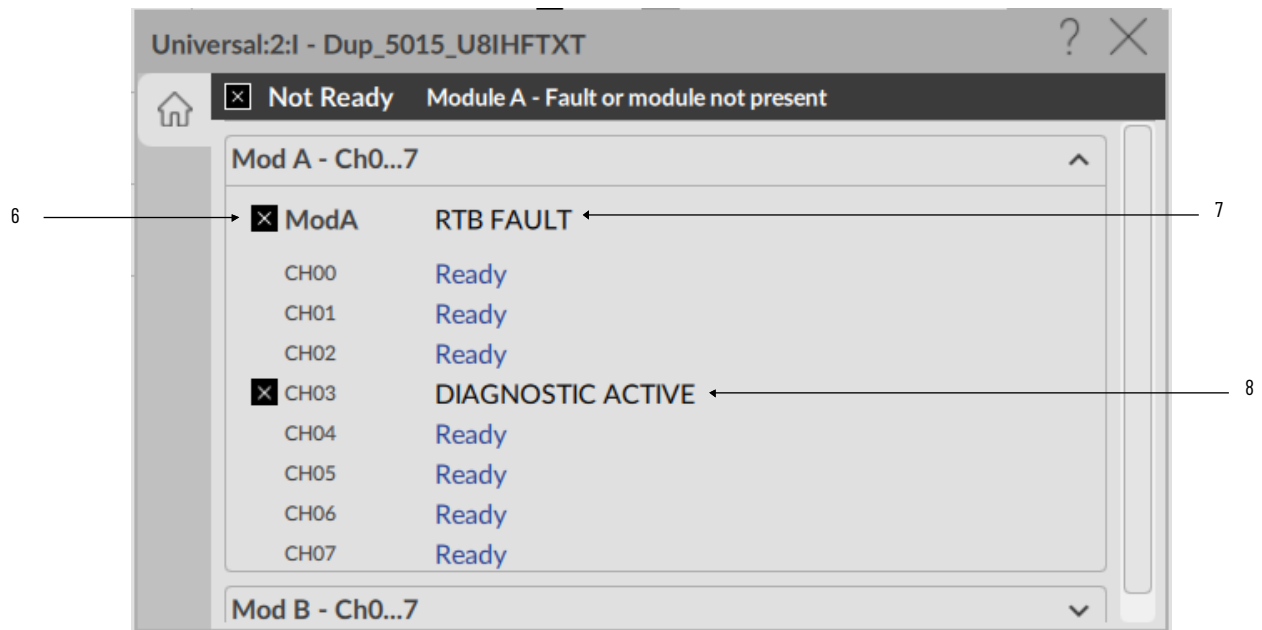 Universal:2:I - Dup_5015_U8IHFTXT ?
Not Ready Module A - Fault or module not present
Mod A - Ch0...7
6 ModA RTB FAULT 7
CH00 Ready
CH01 Ready
CH02 Ready
CH03 DIAGNOSTIC ACTIVE 8
CH04 Ready
CH05 Ready
CH06 Ready
CH07 Ready
Mod B - Ch0...7